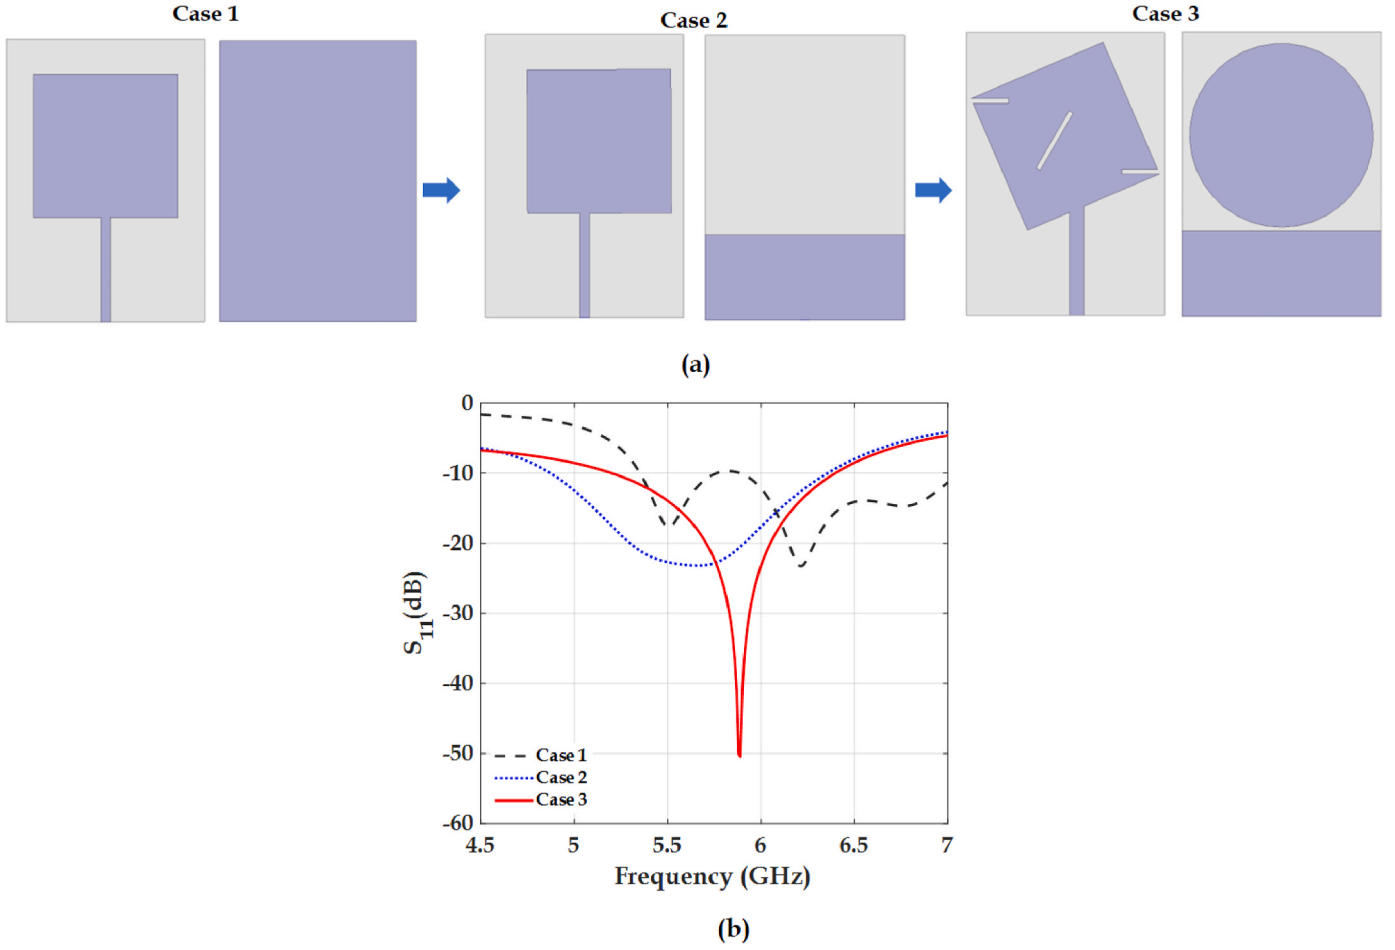 Case 1
Case 2
Case 3
(a)
0
-10
-20
-30
-40
-50
-60
S11(dB)
Case 1
Case 2
Case 3
4.5 5 5.5 6 6.5 7
Frequency (GHz)
(b)